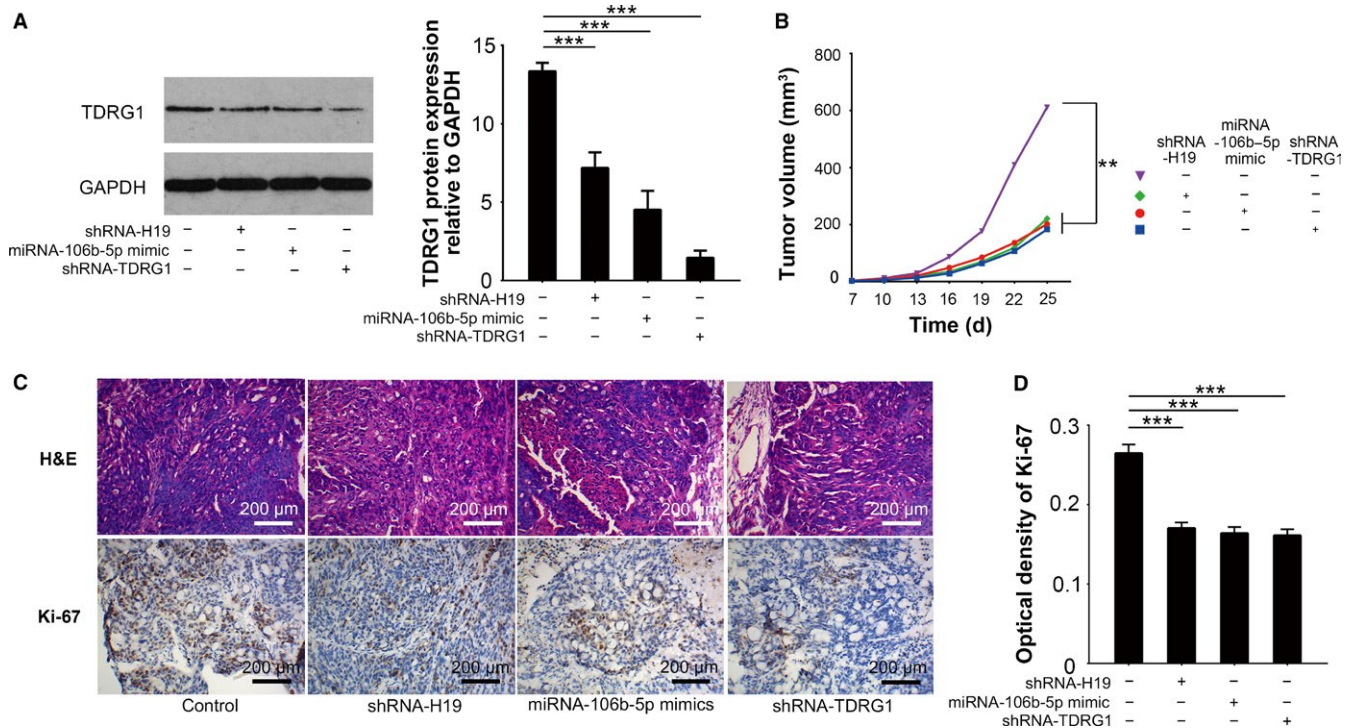 A
TDRG1
GAPDH
shRNA-H19 – + – –
miRNA-106b-5p mimic – – + –
shRNA-TDRG1 – – – +
TDRG1 protein expression
relative to GAPDH
***
***
***
15
10
5
0
shRNA-H19 – + – –
miRNA-106b-5p mimic – – + –
shRNA-TDRG1 – – – +
B
Tumor volume (mm³)
800
600
400
200
0
7 10 13 16 19 22 25
Time (d)
**
shRNA
-H19
miRNA
-106b-5p
mimic
shRNA
-TDRG1
– – –
+ – –
– + –
– – +
C
H&E
200 µm 200 µm 200 µm 200 µm
Ki-67
200 µm 200 µm 200 µm 200 µm
Control shRNA-H19 miRNA-106b-5p mimics shRNA-TDRG1
D
Optical density of Ki-67
***
***
***
0.3
0.2
0.1
0
shRNA-H19 – + – –
miRNA-106b-5p mimic – – + –
shRNA-TDRG1 – – – +